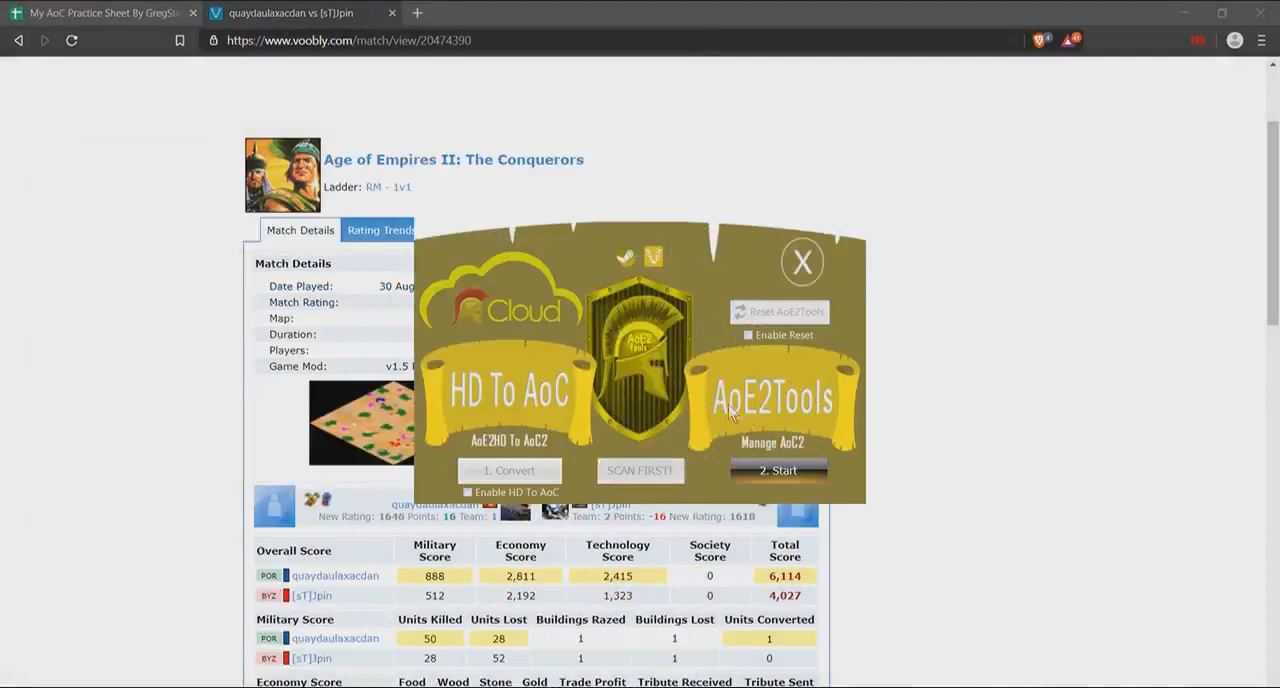 My AoC Practice Sheet By GregSti
quaydaulaxacdan vs [sT]Jpin
https://www.voobly.com/match/view/20474390
Age of Empires II: The Conquerors
Ladder: RM - 1v1
Match Details Rating Trends
Match Details
Date Played: 30 Aug
Match Rating:
Map:
Duration:
Players:
Game Mod: v1.5
Cloud
AoE2 Tools
X
Reset AoE2Tools
Enable Reset
HD To AoC
AoE2Tools
AoE2HD To AoC2
Manage AoC2
1. Convert
SCAN FIRST!
2. Start
Enable HD To AoC
quaydaulaxacdan [sT]Jpin
New Rating: 1646 Points: 16 Team: 1 Team: 2 Points: -16 New Rating: 1618
Overall Score Military Score Economy Score Technology Score Society Score Total Score
POR quaydaulaxacdan 888 2,811 2,415 0 6,114
BYZ [sT]Jpin 512 2,192 1,323 0 4,027
Military Score Units Killed Units Lost Buildings Razed Buildings Lost Units Converted
POR quaydaulaxacdan 50 28 1 1 1
BYZ [sT]Jpin 28 52 1 1 0
Economy Score Food Wood Stone Gold Trade Profit Tribute Received Tribute Sent